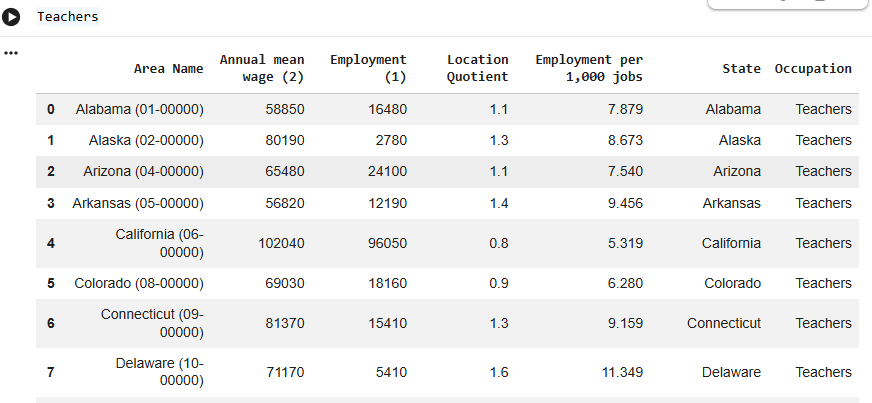 Teachers
Area Name Annual mean wage (2) Employment (1) Location Quotient Employment per 1,000 jobs State Occupation
0 Alabama (01-00000) 58850 16480 1.1 7.879 Alabama Teachers
1 Alaska (02-00000) 80190 2780 1.3 8.673 Alaska Teachers
2 Arizona (04-00000) 65480 24100 1.1 7.540 Arizona Teachers
3 Arkansas (05-00000) 56820 12190 1.4 9.456 Arkansas Teachers
4 California (06-00000) 102040 96050 0.8 5.319 California Teachers
5 Colorado (08-00000) 69030 18160 0.9 6.280 Colorado Teachers
6 Connecticut (09-00000) 81370 15410 1.3 9.159 Connecticut Teachers
7 Delaware (10-00000) 71170 5410 1.6 11.349 Delaware Teachers